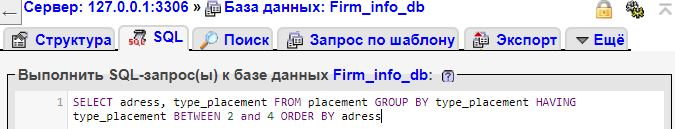 Сервер: 127.0.0.1:3306 » База данных: Firm_info_db
Структура SQL Поиск Запрос по шаблону Экспорт Ещё
Выполнить SQL-запрос(ы) к базе данных Firm_info_db:
1 SELECT adress, type_placement FROM placement GROUP BY type_placement HAVING
type_placement BETWEEN 2 and 4 ORDER BY adress